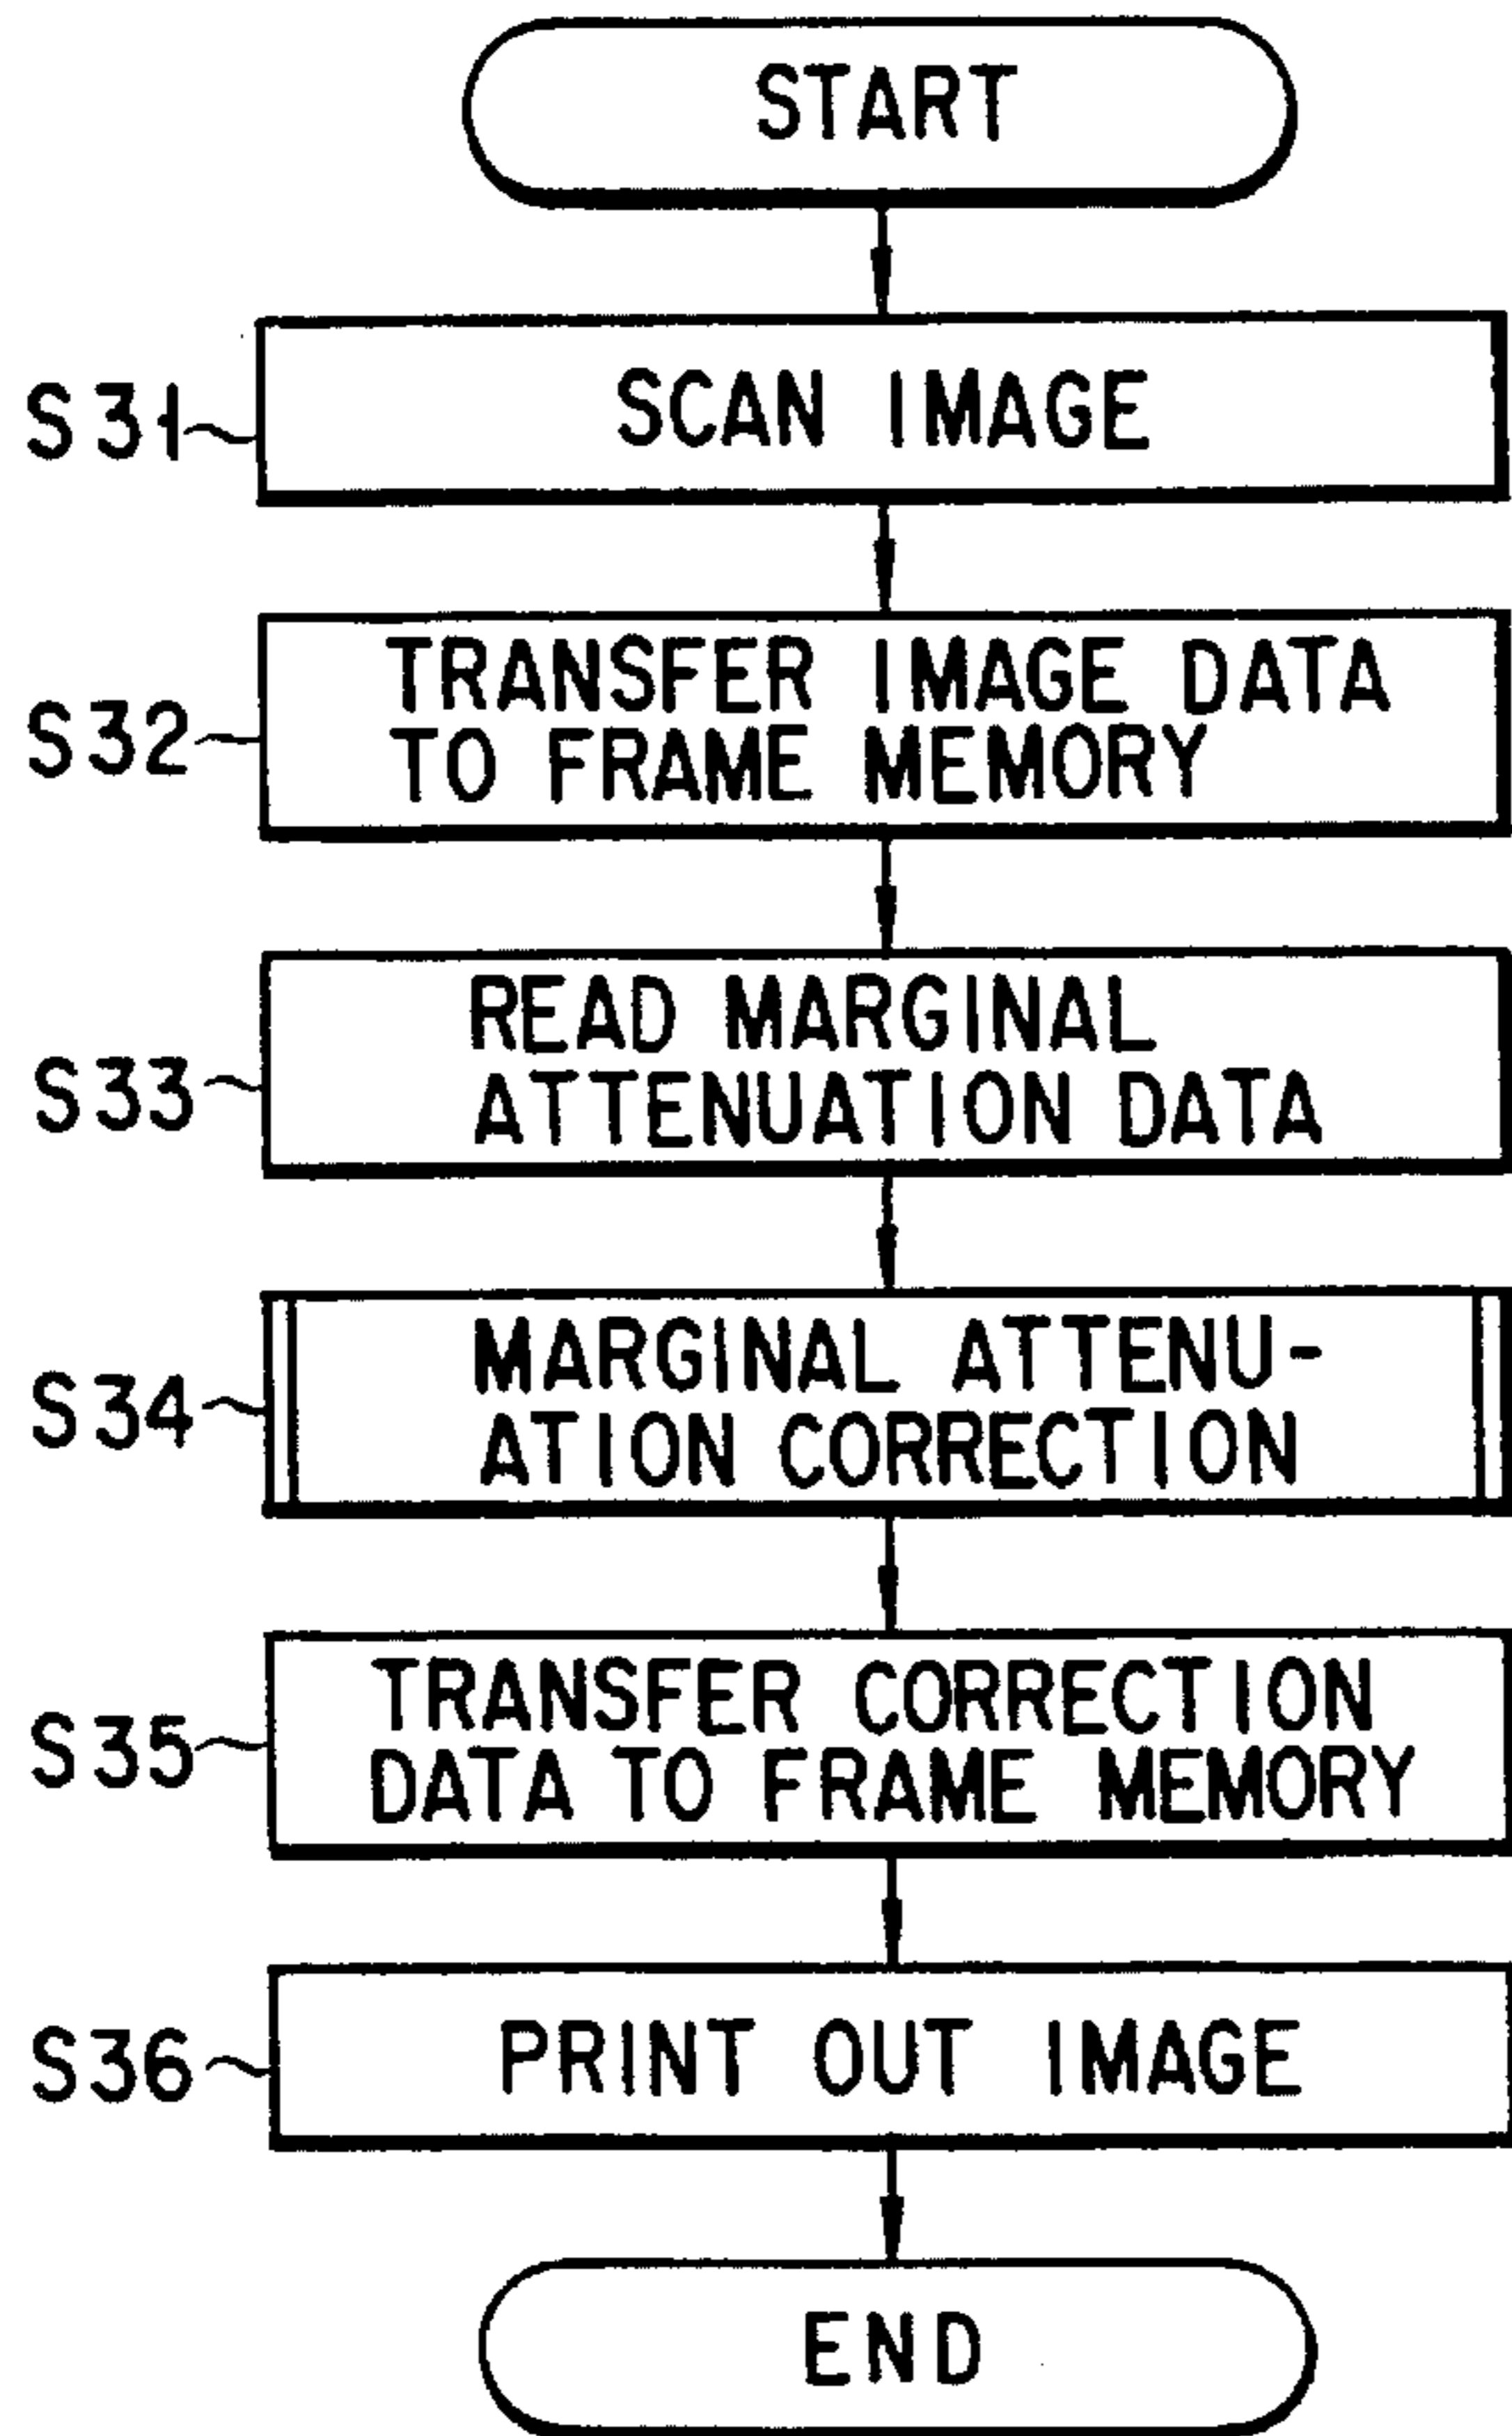 START
S31
SCAN IMAGE
S32
TRANSFER IMAGE DATA
TO FRAME MEMORY
S33
READ MARGINAL
ATTENUATION DATA
S34
MARGINAL ATTENU-
ATION CORRECTION
S35
TRANSFER CORRECTION
DATA TO FRAME MEMORY
S36
PRINT OUT IMAGE
END